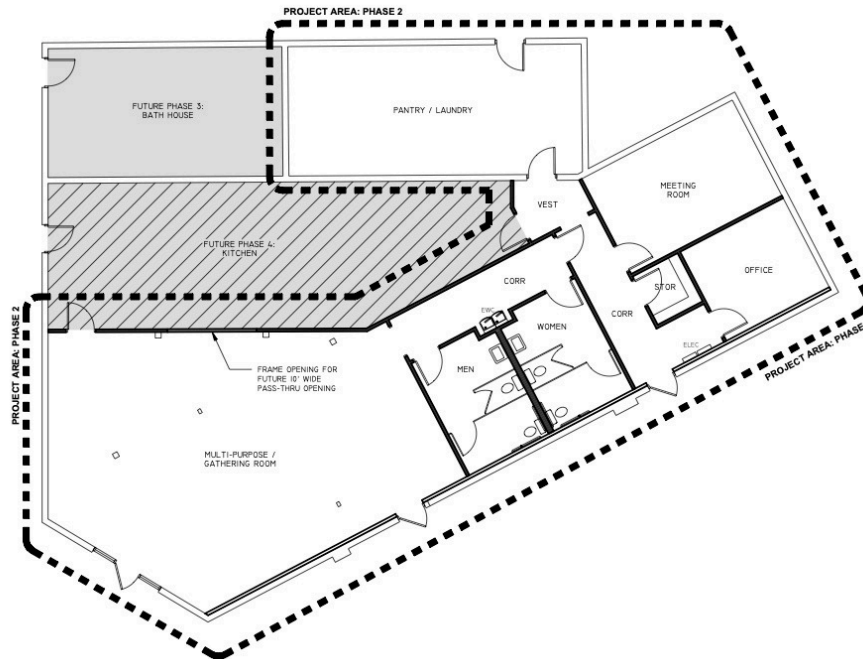 PROJECT AREA: PHASE 2
FUTURE PHASE 3:
BATH HOUSE
PANTRY / LAUNDRY
MEETING
ROOM
VEST
FUTURE PHASE 4:
KITCHEN
OFFICE
STOR
CORR
CORR
EWC
WOMEN
MEN
ELEC
FRAME OPENING FOR
FUTURE 10' WIDE
PASS-THRU OPENING
MULTI-PURPOSE /
GATHERING ROOM
PROJECT AREA: PHASE 2
PROJECT AREA: PHASE